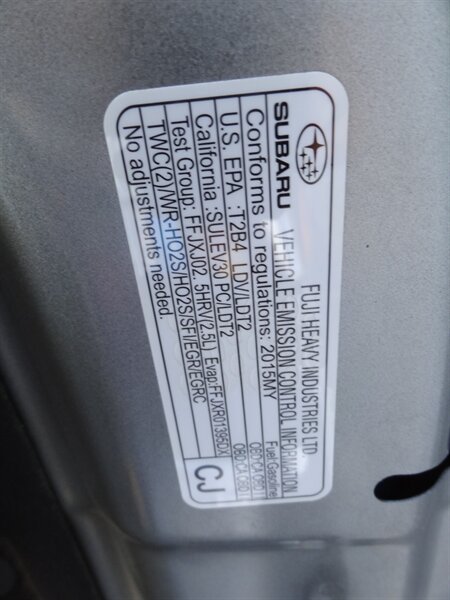 SUBARU
FUJI HEAVY INDUSTRIES LTD.
VEHICLE EMISSION CONTROL INFORMATION
Conforms to regulations: 2015MY Fuel:Gasoline
U.S. EPA :T2B4 LDV/LDT2
California :SULEV30 PC/LDT2
Test Group: FFJXJ02. 5HRV(2.5L) Evap:FFJXR01395DX
TWC(2)/WR-HO2S/HO2S/SFI/EGR/EGRC
No adjustments needed.
CJ